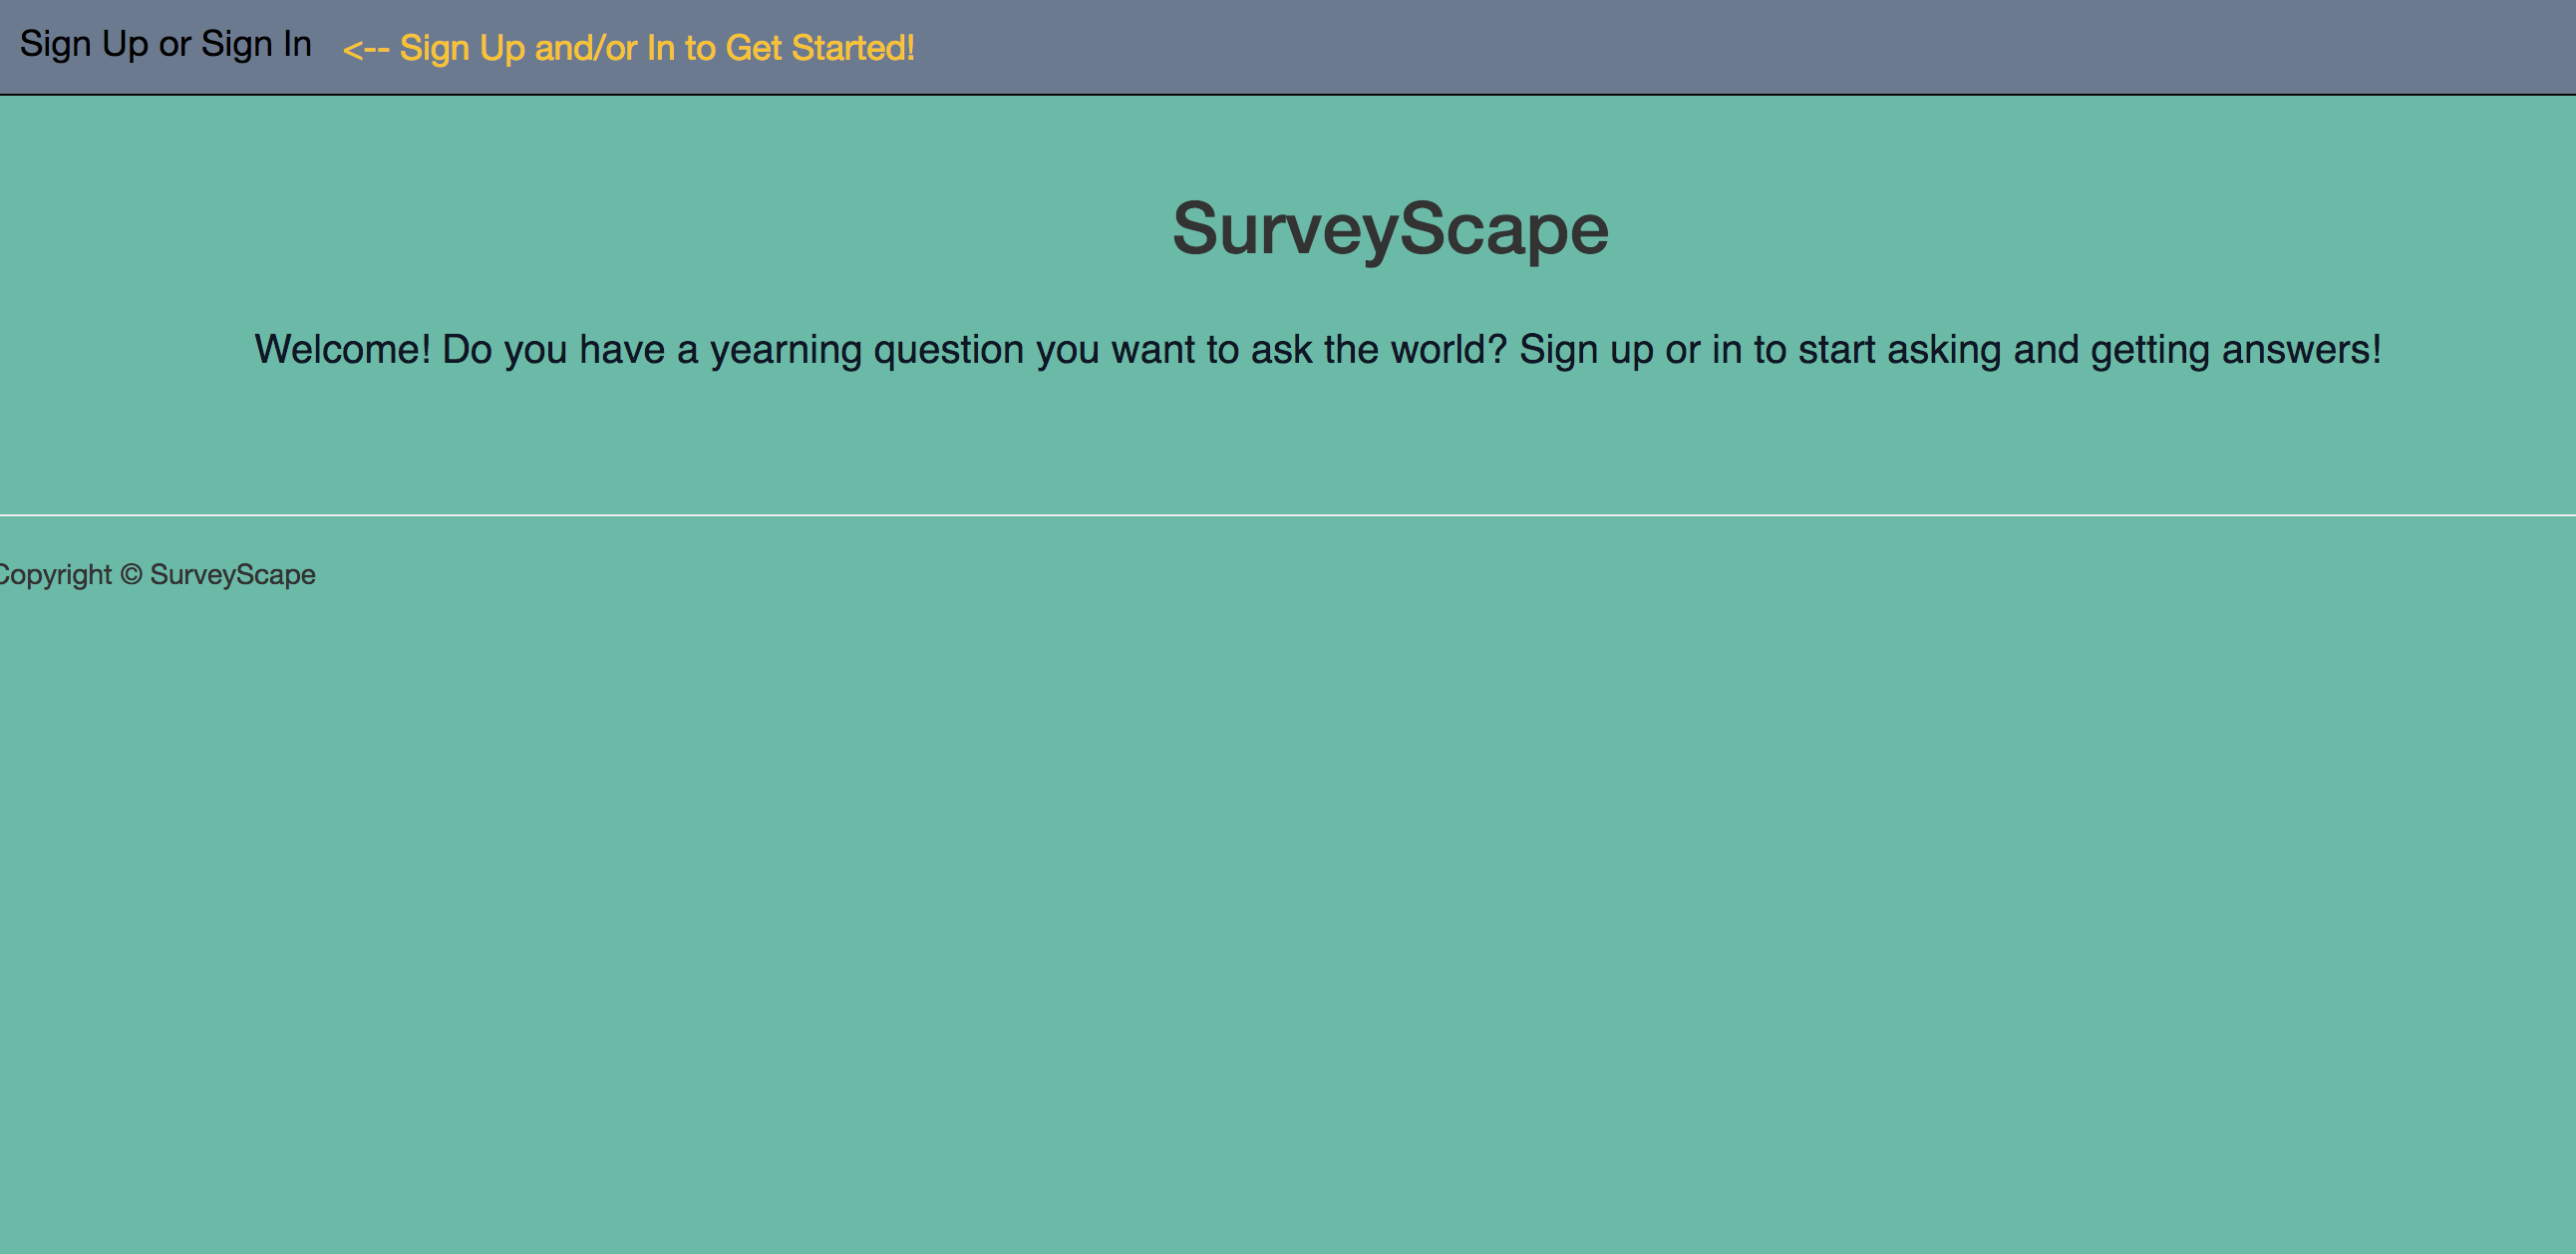 Sign Up or Sign In <-- Sign Up and/or In to Get Started!
SurveyScape
Welcome! Do you have a yearning question you want to ask the world? Sign up or in to start asking and getting answers!
Copyright © SurveyScape